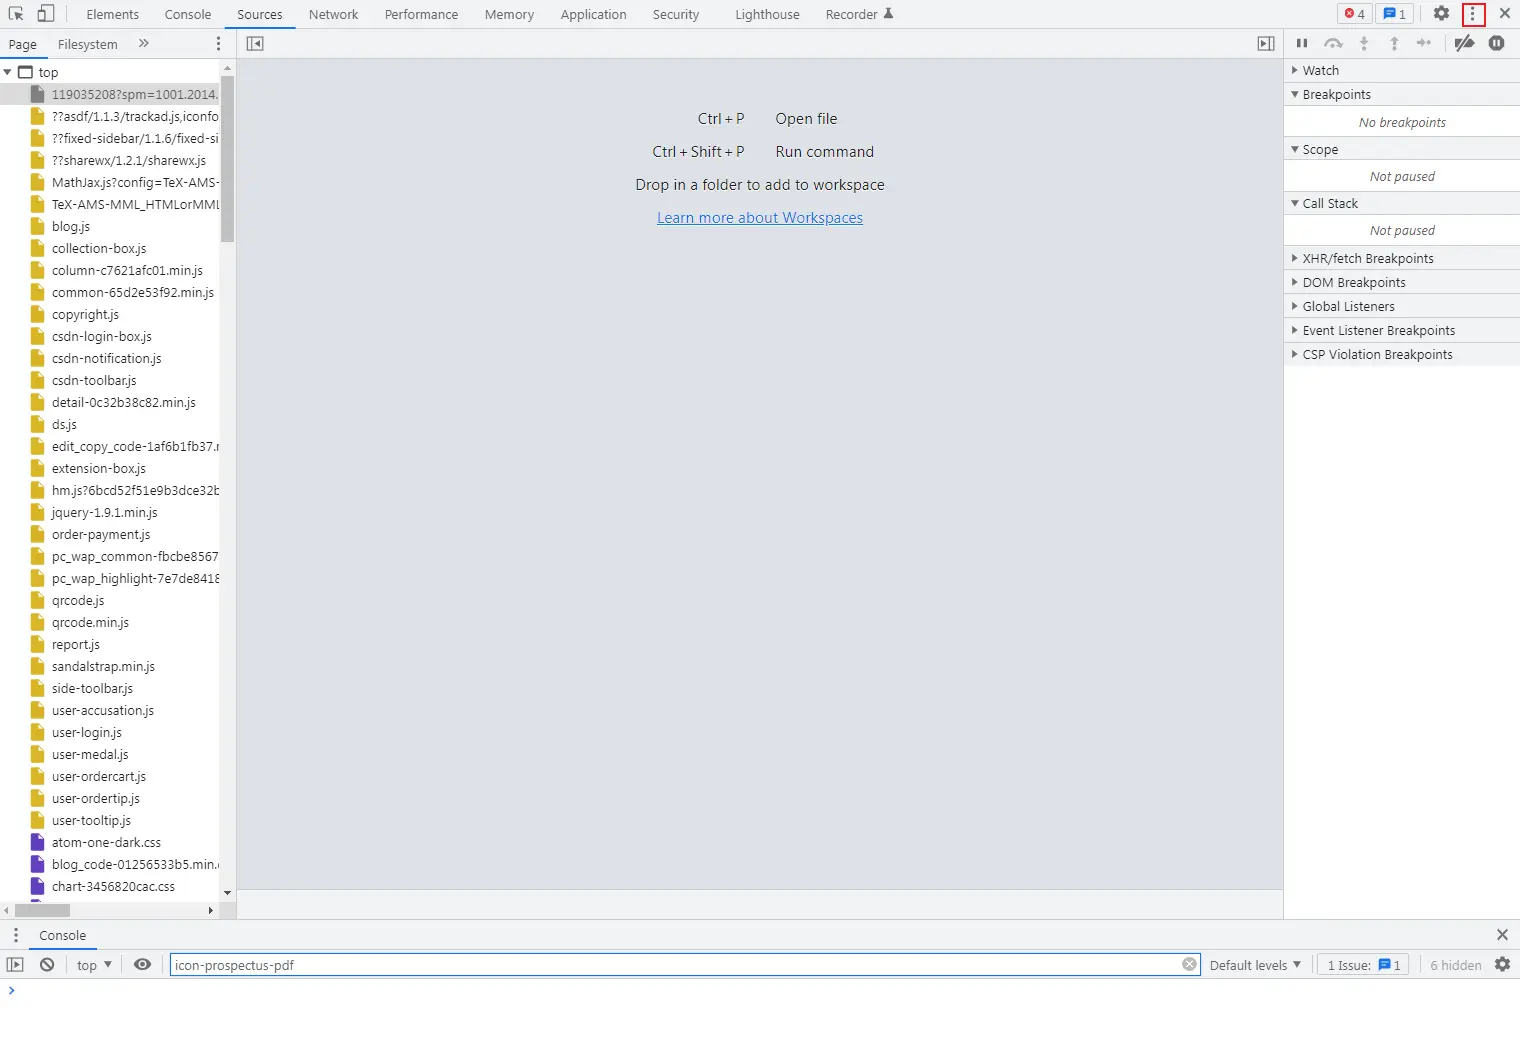 Elements Console Sources Network Performance Memory Application Security Lighthouse Recorder 4 1
Page Filesystem
top
119035208?spm=1001.2014.
??asdf/1.1.3/trackad.js,iconfo
??fixed-sidebar/1.1.6/fixed-si
??sharewx/1.2.1/sharewx.js
MathJax.js?config=TeX-AMS-
TeX-AMS-MML_HTMLorMML
blog.js
collection-box.js
column-c7621afc01.min.js
common-65d2e53f92.min.js
copyright.js
csdn-login-box.js
csdn-notification.js
csdn-toolbar.js
detail-0c32b38c82.min.js
ds.js
edit_copy_code-1af6b1fb37.r
extension-box.js
hm.js?6bcd52f51e9b3dce32b
jquery-1.9.1.min.js
order-payment.js
pc_wap_common-fbcbe8567
pc_wap_highlight-7e7de8418
qrcode.js
qrcode.min.js
report.js
sandalstrap.min.js
side-toolbar.js
user-accusation.js
user-login.js
user-medal.js
user-ordercart.js
user-ordertip.js
user-tooltip.js
atom-one-dark.css
blog_code-01256533b5.min.c
chart-3456820cac.css
Ctrl + P Open file
Ctrl + Shift + P Run command
Drop in a folder to add to workspace
Learn more about Workspaces
Watch
Breakpoints
No breakpoints
Scope
Not paused
Call Stack
Not paused
XHR/fetch Breakpoints
DOM Breakpoints
Global Listeners
Event Listener Breakpoints
CSP Violation Breakpoints
Console
top icon-prospectus-pdf Default levels 1 Issue: 1 6 hidden